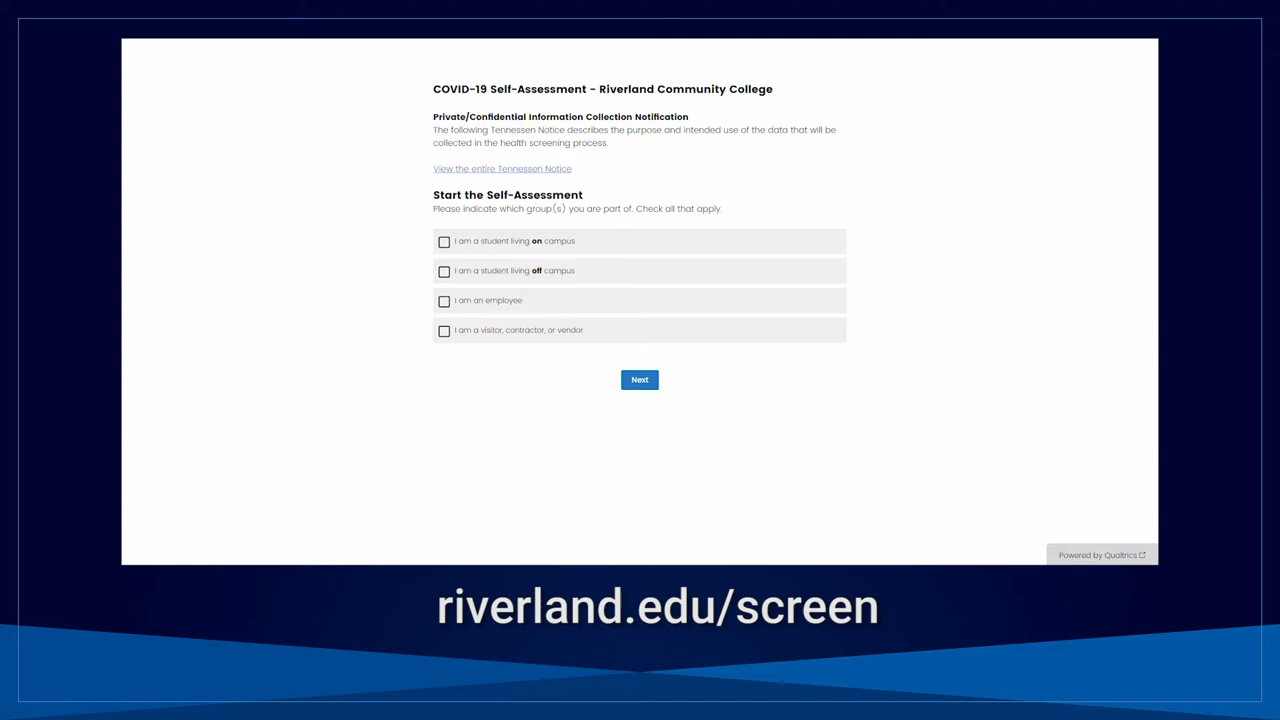 COVID-19 Self-Assessment - Riverland Community College
Private/Confidential Information Collection Notification
The following Tennessen Notice describes the purpose and intended use of the data that will be
collected in the health screening process.
View the entire Tennessen Notice
Start the Self-Assessment
Please indicate which group(s) you are part of. Check all that apply.
I am a student living on campus
I am a student living off campus
I am an employee
I am a visitor, contractor, or vendor
Next
Powered by Qualtrics
riverland.edu/screen